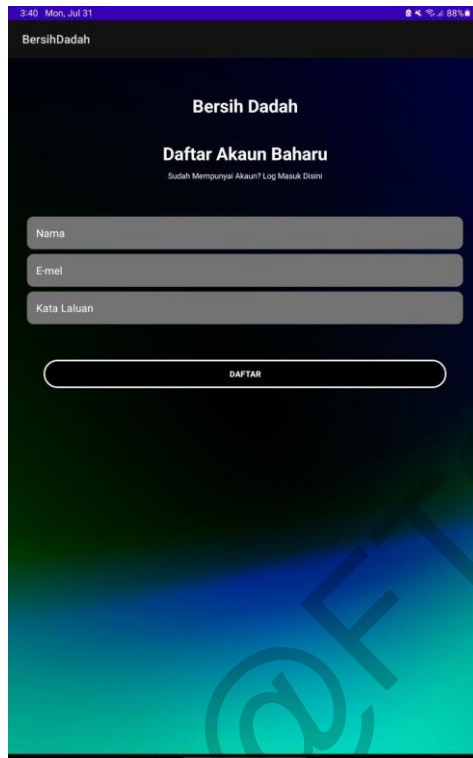 3:40 Mon, Jul 31
88%
BersihDadah
Bersih Dadah
Daftar Akaun Baharu
Sudah Mempunyai Akaun? Log Masuk Disini
Nama
E-mel
Kata Laluan
DAFTAR
@FT